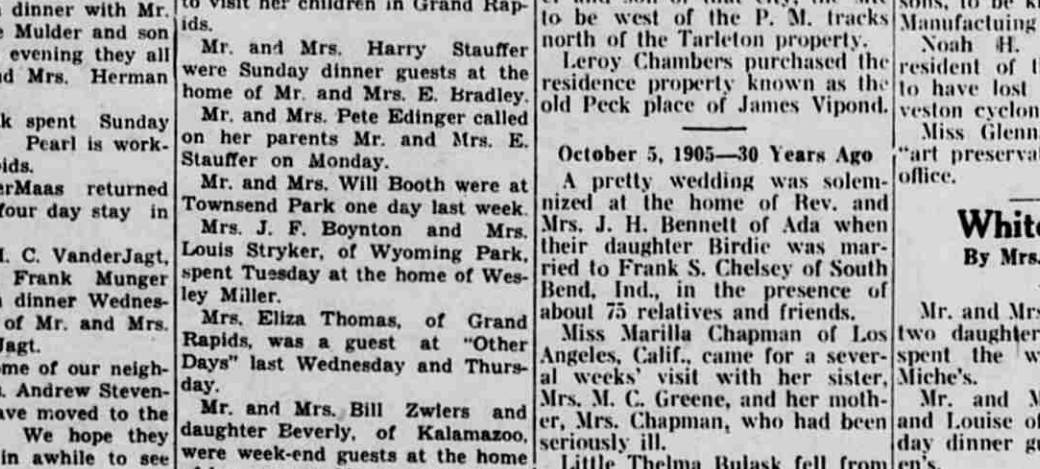 dinner with Mr.
Mulder and son
evening they all
Mrs. Herman
spent Sunday
Pearl is work-
returned
four day stay in
C. VanderJagt,
Frank Munger
dinner Wednes-
of Mr. and Mrs.
of our neigh-
Andrew Steven-
moved to the
We hope they
in awhile to see
to visit her children in Grand Rap-
ids.
Mr. and Mrs. Harry Stauffer
were Sunday dinner guests at the
home of Mr. and Mrs. E. Bradley.
Mr. and Mrs. Pete Edinger called
on her parents Mr. and Mrs. E.
Stauffer on Monday.
Mr. and Mrs. Will Booth were at
Townsend Park one day last week.
Mrs. J. F. Boynton and Mrs.
Louis Stryker, of Wyoming Park,
spent Tuesday at the home of Wes-
ley Miller.
Mrs. Eliza Thomas, of Grand
Rapids, was a guest at "Other
Days" last Wednesday and Thurs-
day.
Mr. and Mrs. Bill Zwiers and
daughter Beverly, of Kalamazoo,
were week-end guests at the home
to be west of the P. M. tracks
north of the Tarleton property.
Leroy Chambers purchased the
residence property known as the
old Peck place of James Vipond.
October 5, 1905—30 Years Ago
A pretty wedding was solem-
nized at the home of Rev. and
Mrs. J. H. Bennett of Ada when
their daughter Birdie was mar-
ried to Frank S. Chelsey of South
Bend, Ind., in the presence of
about 75 relatives and friends.
Miss Marilla Chapman of Los
Angeles, Calif., came for a sever-
al weeks' visit with her sister,
Mrs. M. C. Greene, and her moth-
er, Mrs. Chapman, who had been
seriously ill.
Little Thelma Bulask fell from
Manufactuing
Noah H.
resident of
to have lost
veston cyclon
Miss Glenn
"art preserva
office.
White
By Mrs.
Mr. and Mrs
two daughter
spent the
Miche's.
Mr. and
and Louise of
day dinner
en's.